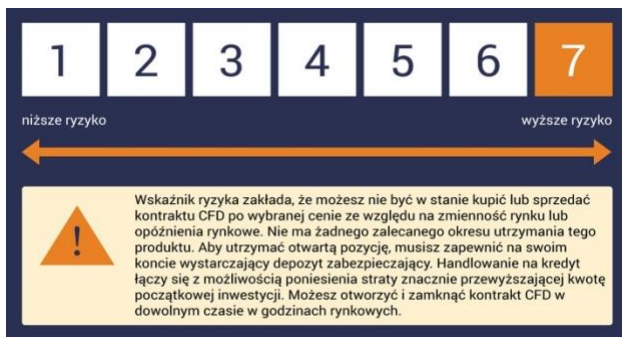 1 2 3 4 5 6 7
niższe ryzyko wyższe ryzyko
!
Wskaźnik ryzyka zakłada, że możesz nie być w stanie kupić lub sprzedać
kontraktu CFD po wybranej cenie ze względu na zmienność rynku lub
opóźnienia rynkowe. Nie ma żadnego zalecanego okresu utrzymania tego
produktu. Aby utrzymać otwartą pozycję, musisz zapewnić na swoim
koncie wystarczający depozyt zabezpieczający. Handlowanie na kredyt
łączy się z możliwością poniesienia straty znacznie przewyższającej kwotę
początkowej inwestycji. Możesz otworzyć i zamknąć kontrakt CFD w
dowolnym czasie w godzinach rynkowych.